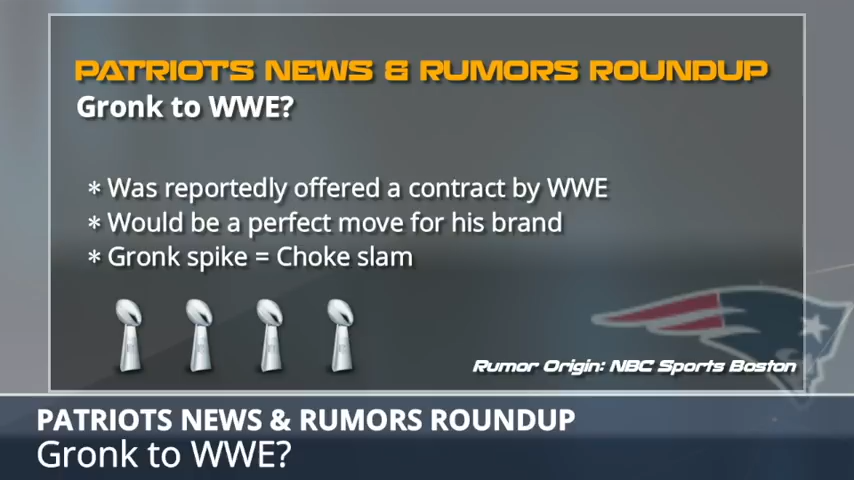 PATRIOTS NEWS & RUMORS ROUNDUP
Gronk to WWE?
* Was reportedly offered a contract by WWE
* Would be a perfect move for his brand
* Gronk spike = Choke slam
Rumor Origin: NBC Sports Boston
PATRIOTS NEWS & RUMORS ROUNDUP
Gronk to WWE?